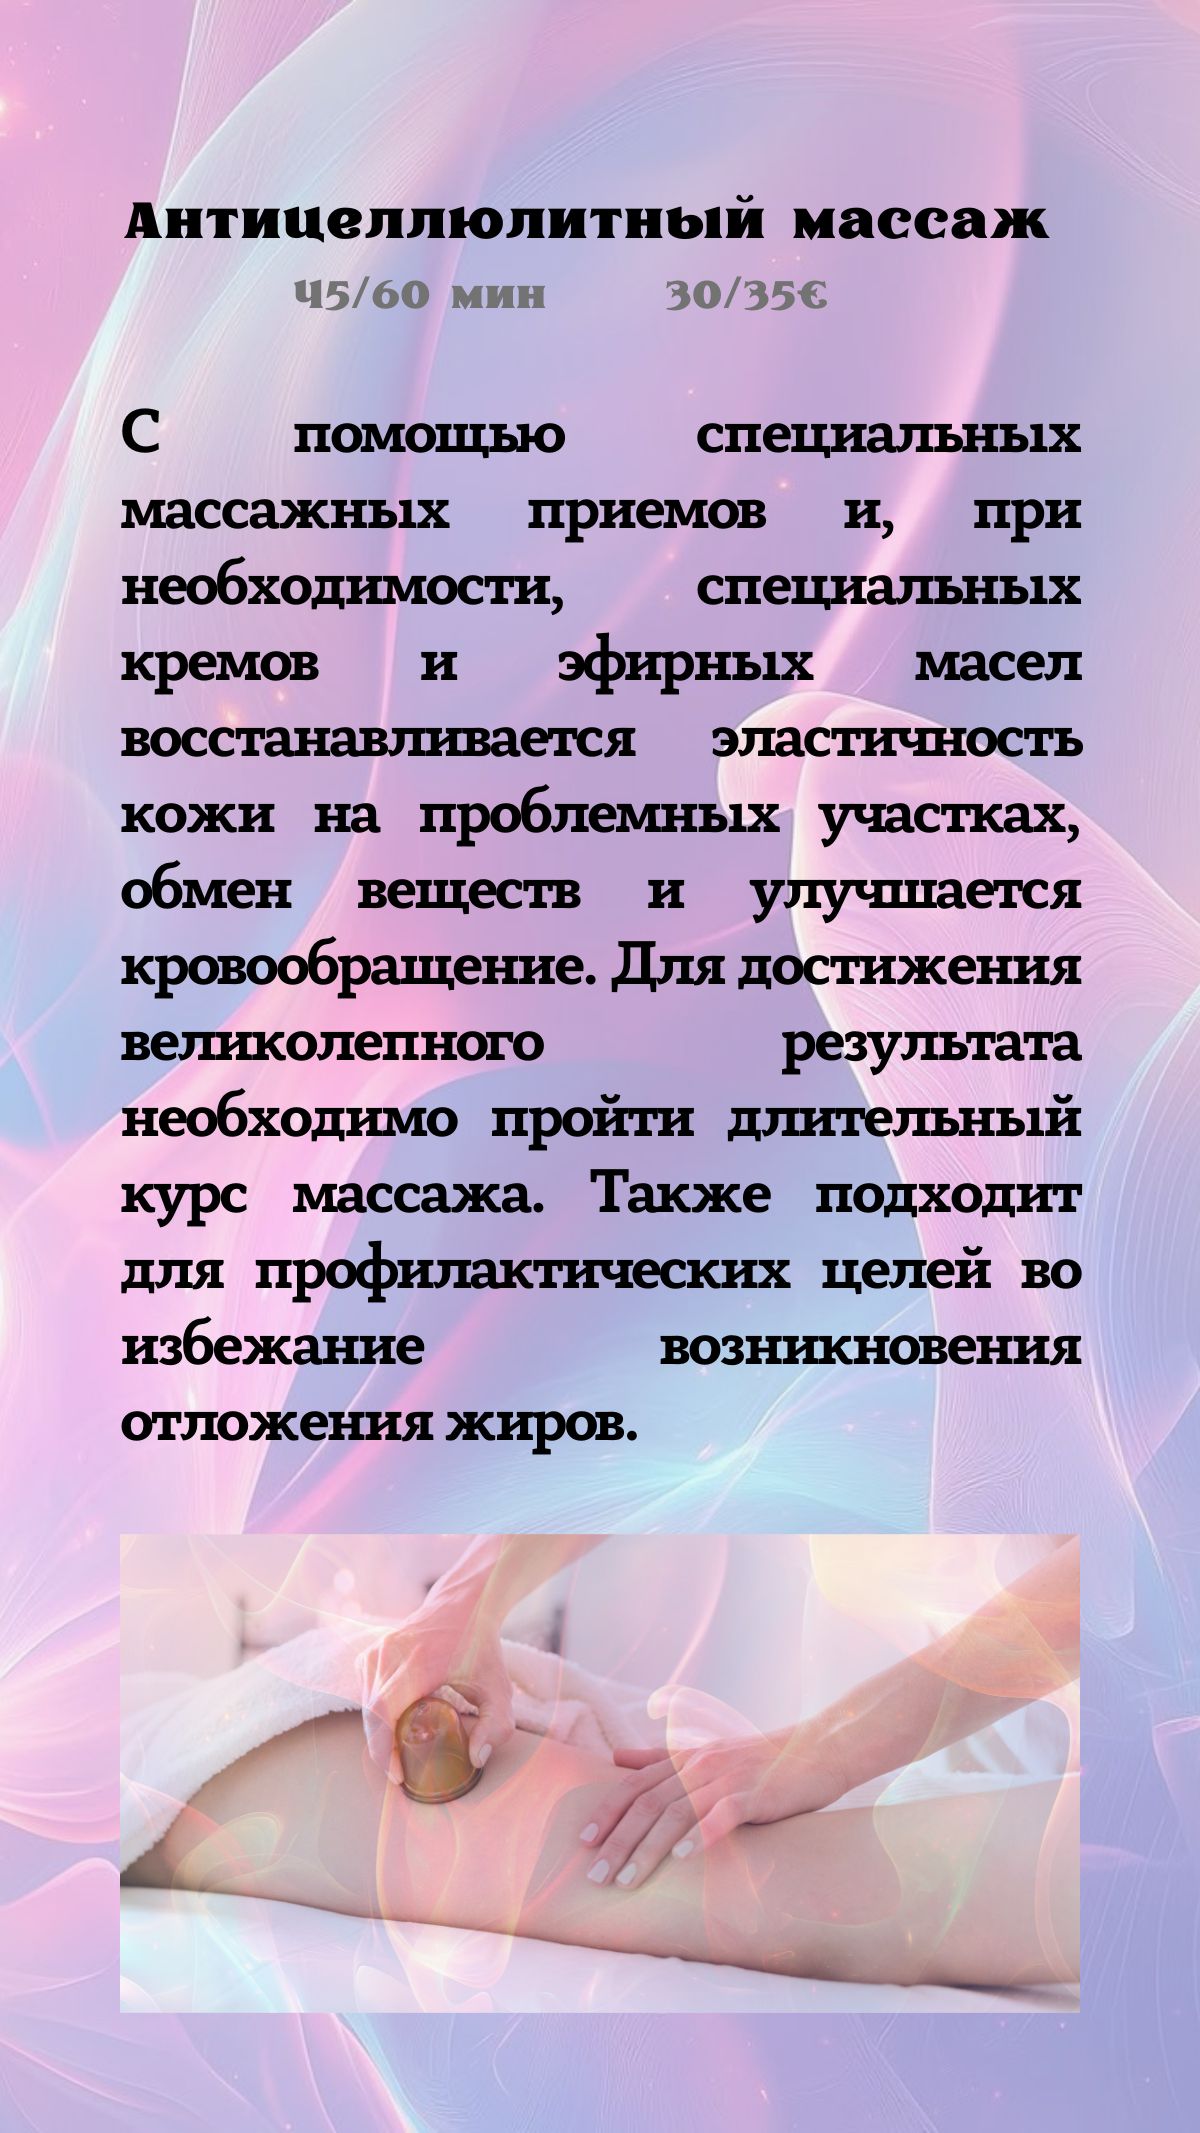 Антицеллюлитный массаж
45/60 мин 30/35€
С помощью специальных
массажных приемов и, при
необходимости, специальных
кремов и эфирных масел
восстанавливается эластичность
кожи на проблемных участках,
обмен веществ и улучшается
кровообращение. Для достижения
великолепного результата
необходимо пройти длительный
курс массажа. Также подходит
для профилактических целей во
избежание возникновения
отложения жиров.